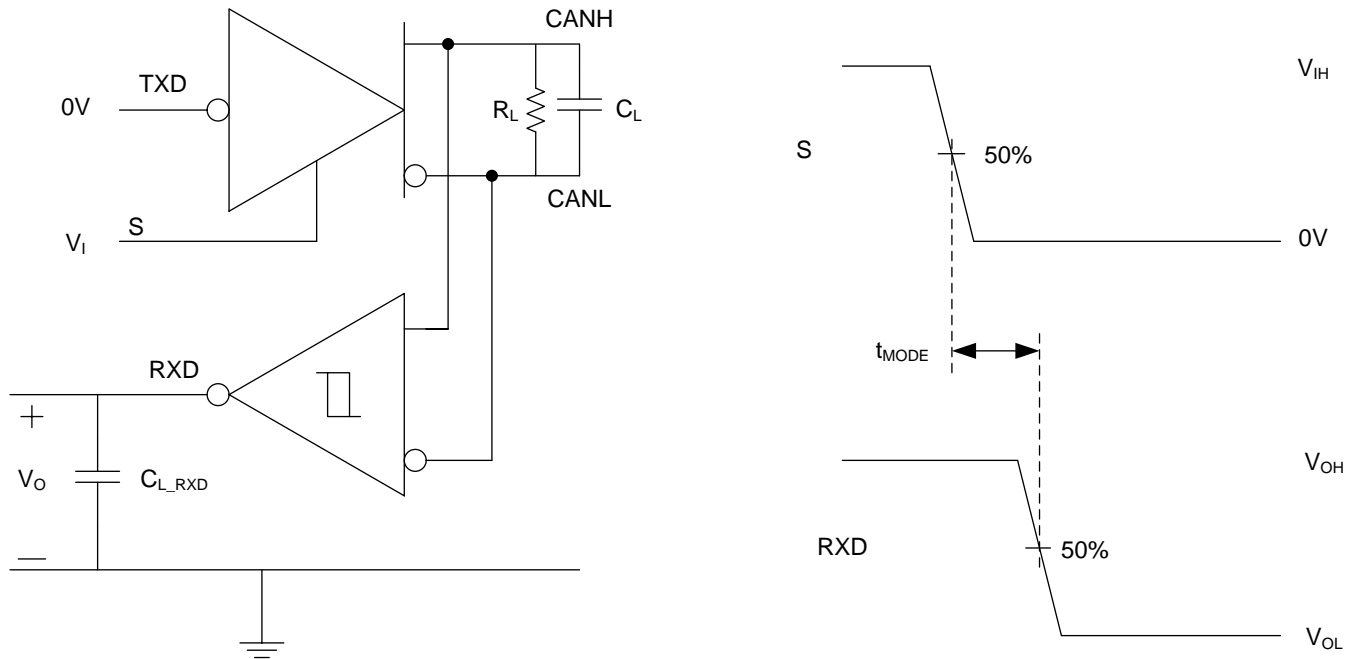 CANH
TXD
0V
R_L
C_L
CANL
S
V_I
RXD
+
V_O
C_L_RXD
—
V_IH
S
50%
0V
t_MODE
V_OH
RXD
50%
V_OL